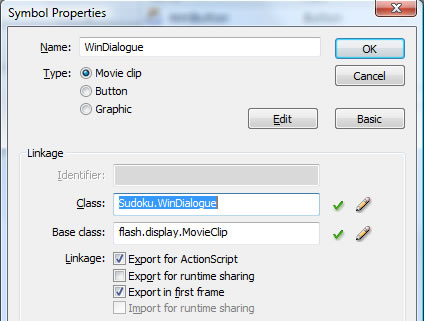 Symbol Properties
Name: WinDialogue
OK
Type: Movie clip
Cancel
Button
Graphic
Edit
Basic
Linkage
Identifier:
Class: Sudoku.WinDialogue
Base class: flash.display.MovieClip
Linkage: Export for ActionScript
Export for runtime sharing
Export in first frame
Import for runtime sharing